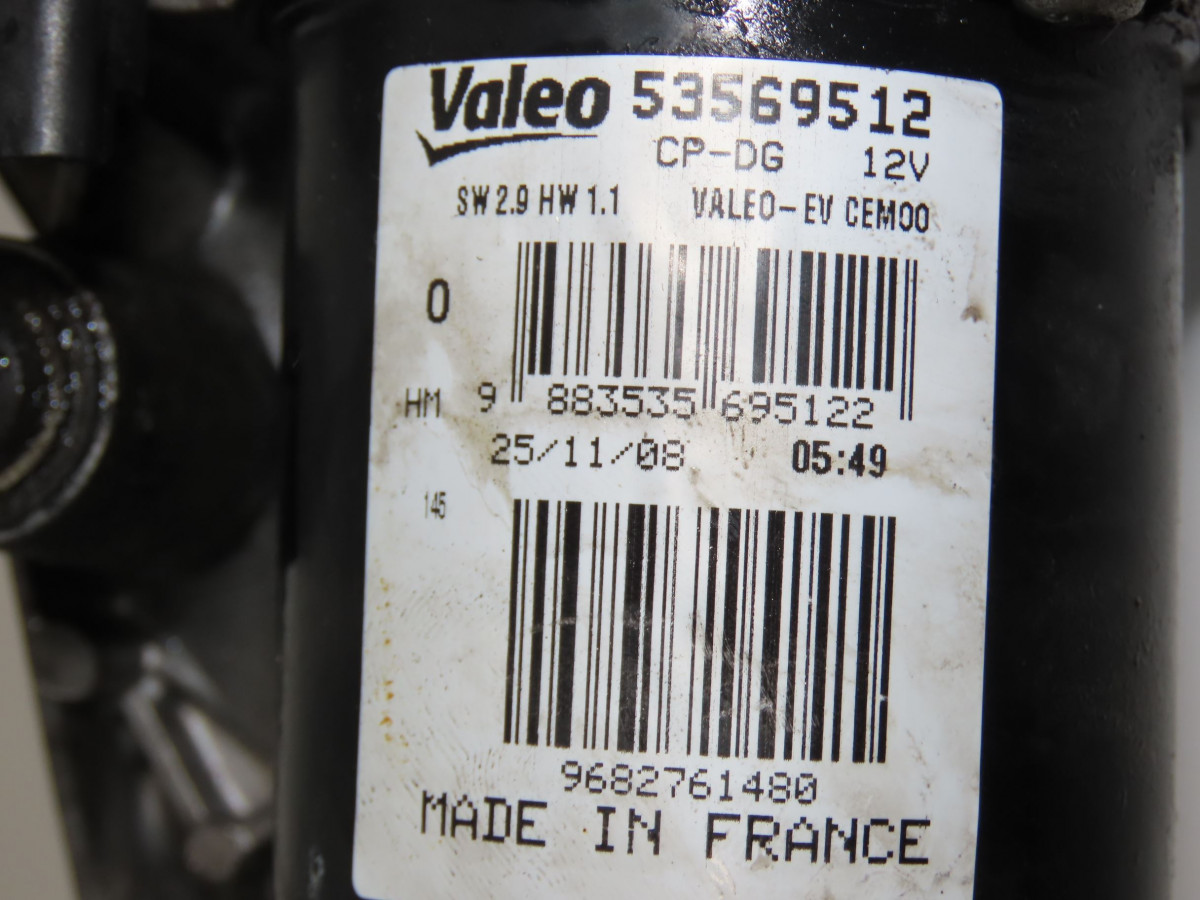 Valeo 53569512
CP-DG 12V
SW 2.9 HW 1.1 VALEO-EV CEM00
0
HM 9 883535 695122
25/11/08 05:49
145
9682761480
MADE IN FRANCE